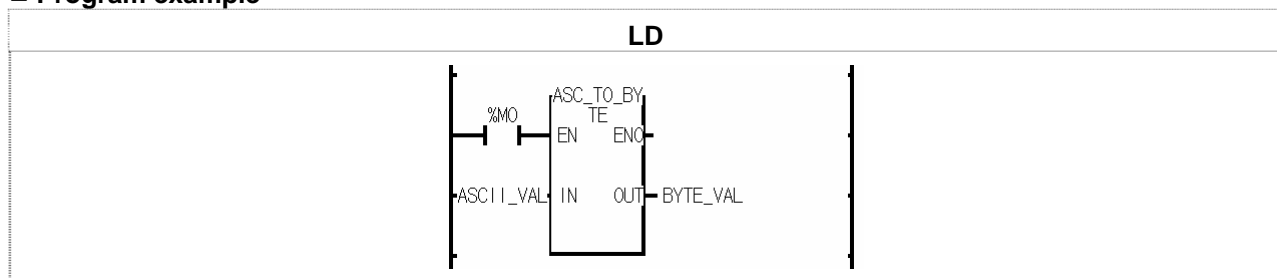 ■ Program example
LD
ASC_TO_BY
TE
%M0
EN ENO
ASCII_VAL IN OUT BYTE_VAL